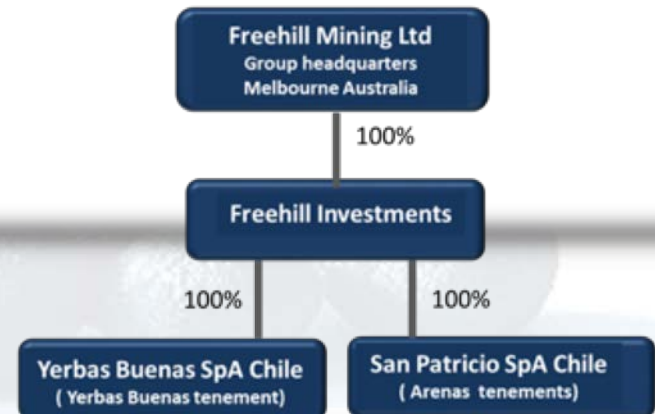 Freehill Mining Ltd
Group headquarters
Melbourne Australia
100%
Freehill Investments
100%
100%
Yerbas Buenas SpA Chile
( Yerbas Buenas tenement)
San Patricio SpA Chile
( Arenas tenements)